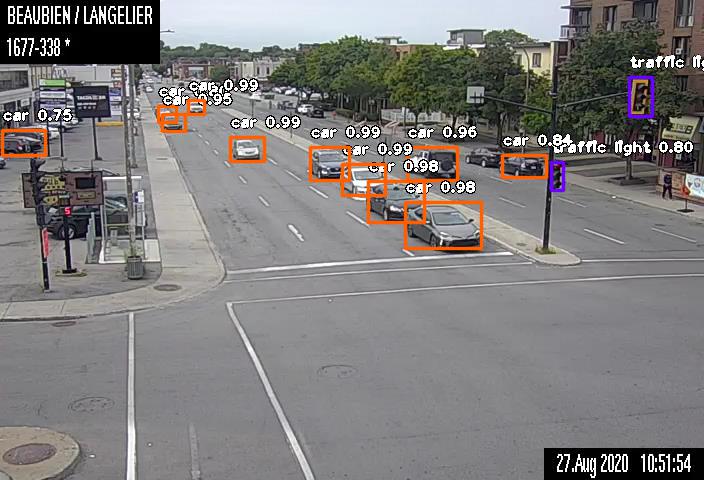 BEAUBIEN / LANGELIER
1677-338 *
car 0.99
car 0.95
car 0.75
car 0.99
car 0.99
car 0.96
car 0.84
traffic lig
car 0.99
traffic light 0.80
car 0.98
car 0.98
5
27.Aug 2020 10:51:54